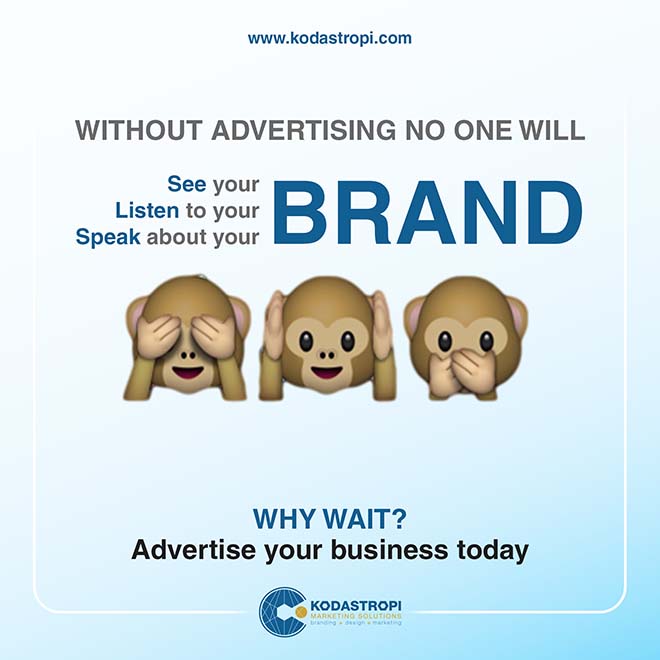 www.kodastropi.com
WITHOUT ADVERTISING NO ONE WILL
See your
Listen to your
Speak about your
BRAND
WHY WAIT?
Advertise your business today
KODASTROPI
MARKETING SOLUTIONS
branding + design + marketing